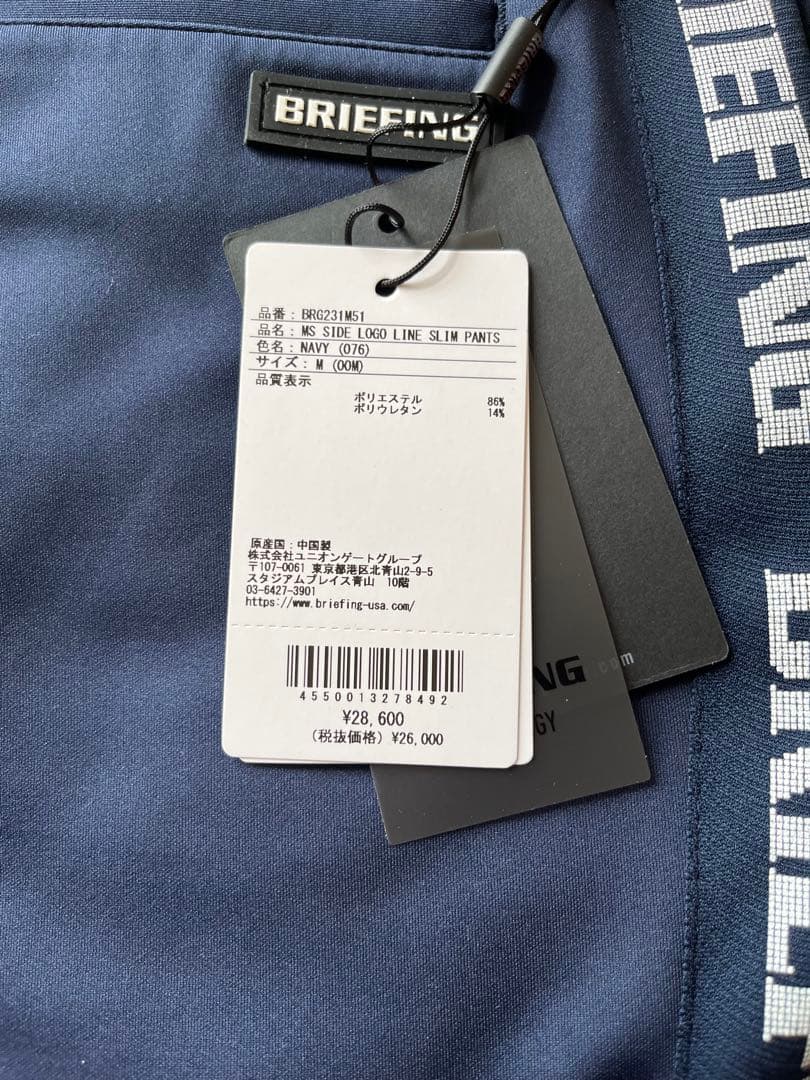 BRIEFING
品番：BRG231M51
品名：MS SIDE LOGO LINE SLIM PANTS
色名：NAVY (076)
サイズ：M (00M)
品質表示
ポリエステル 86%
ポリウレタン 14%
原産国：中国製
株式会社ユニオンゲートグループ
〒107-0061 東京都港区北青山2-9-5
スタジアムプレイス青山 10階
03-6427-3901
https://www.briefing-usa.com/
4550013278492
¥28,600
(税抜価格) ¥26,000
NG com
GY
IEFING
BRIEF